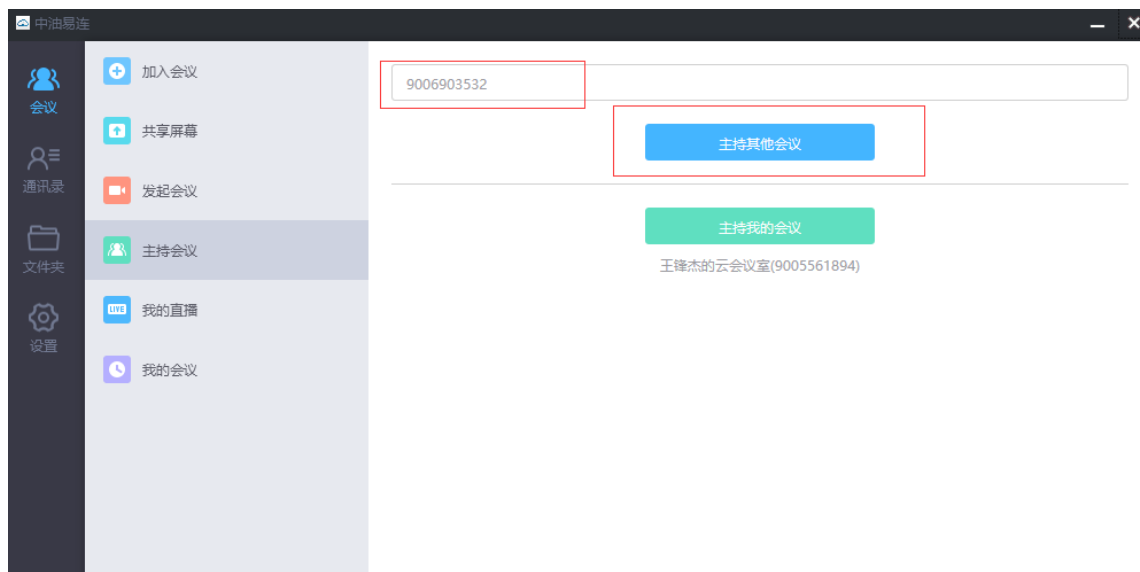 中油易连
会议
通讯录
文件夹
设置
加入会议
共享屏幕
发起会议
主持会议
LIVE
我的直播
我的会议
9006903532
主持其他会议
主持我的会议
王锋杰的云会议室(9005561894)